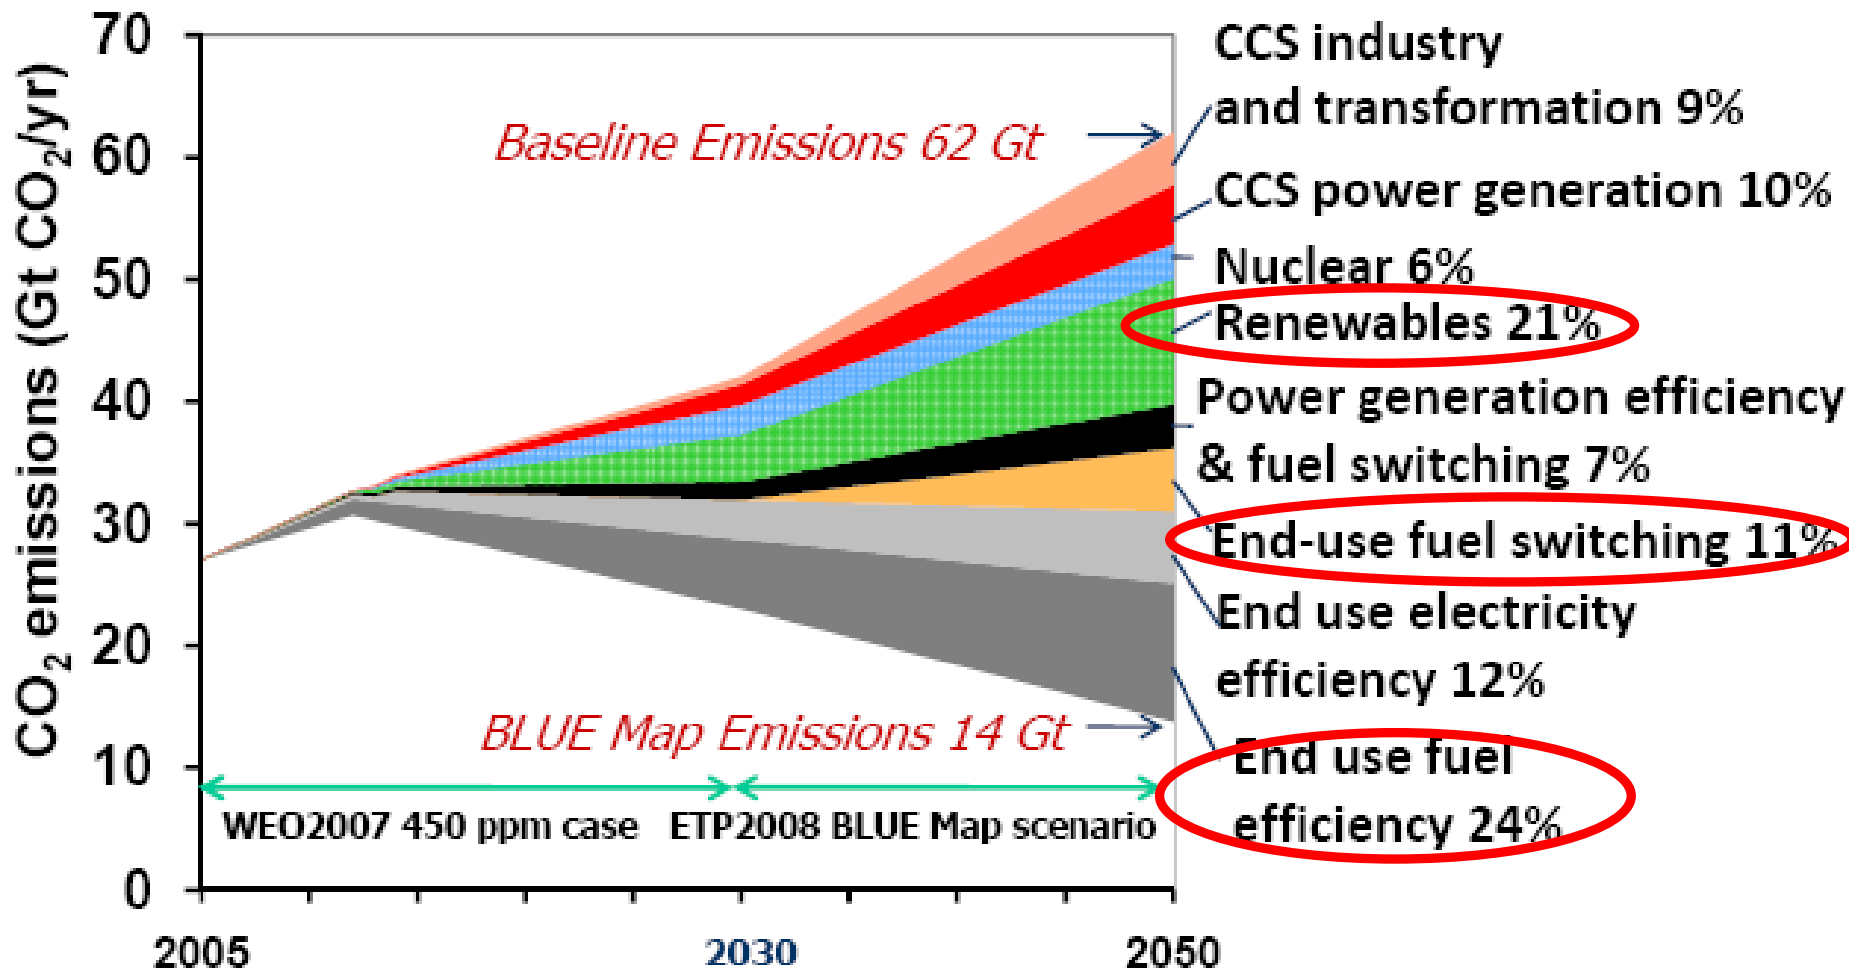 CO2 emissions (Gt CO2/yr)
70
60
50
40
30
20
10
0
2005
2030
2050
Baseline Emissions 62 Gt
BLUE Map Emissions 14 Gt
WEO2007 450 ppm case
ETP2008 BLUE Map scenario
CCS industry
and transformation 9%
CCS power generation 10%
Nuclear 6%
Renewables 21%
Power generation efficiency
& fuel switching 7%
End-use fuel switching 11%
End use electricity
efficiency 12%
End use fuel
efficiency 24%